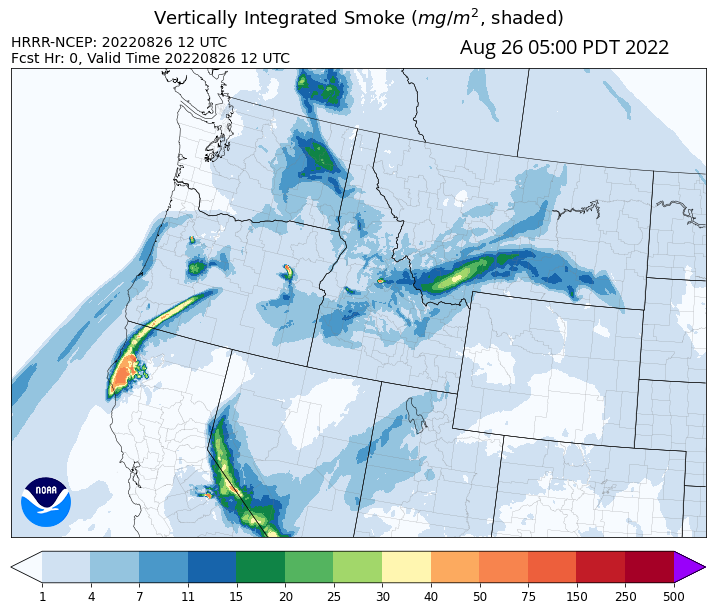 Vertically Integrated Smoke (mg/m², shaded)
HRRR-NCEP: 20220826 12 UTC
Fcst Hr: 0, Valid Time 20220826 12 UTC
Aug 26 05:00 PDT 2022
NOAA
1 4 7 11 15 20 25 30 40 50 75 150 250 500